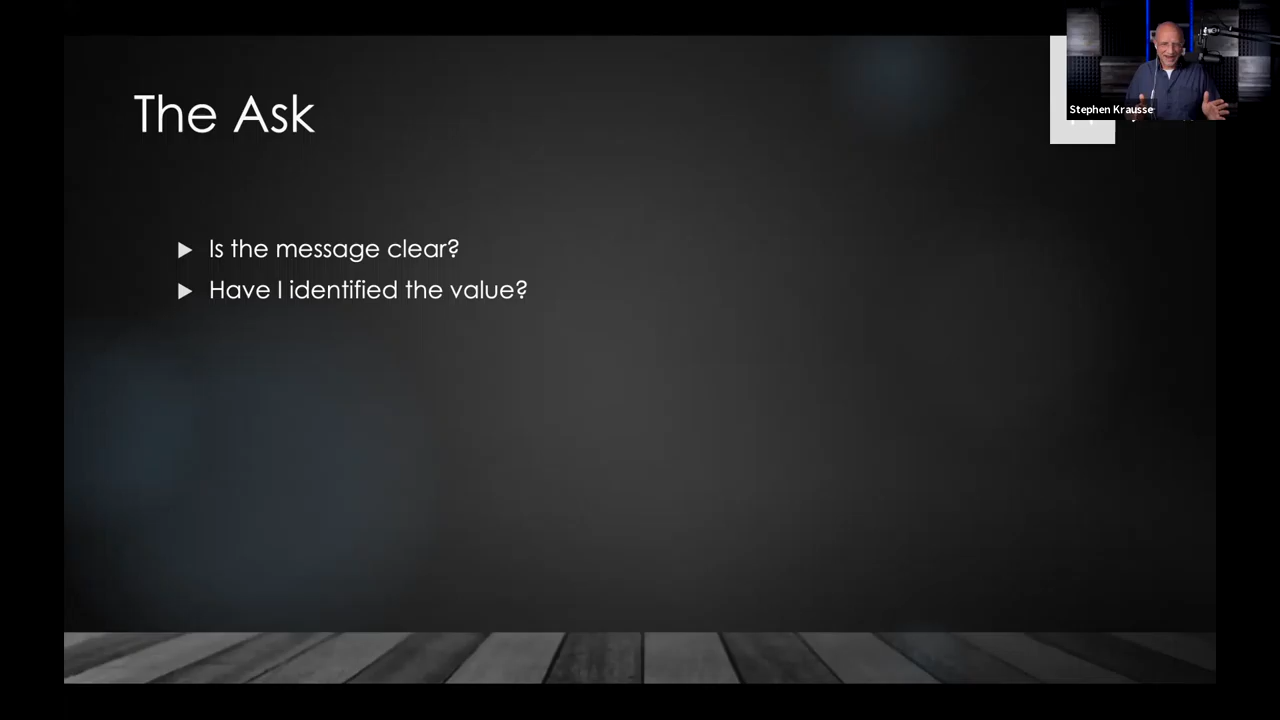 The Ask
Stephen Krausse
Is the message clear?
Have I identified the value?